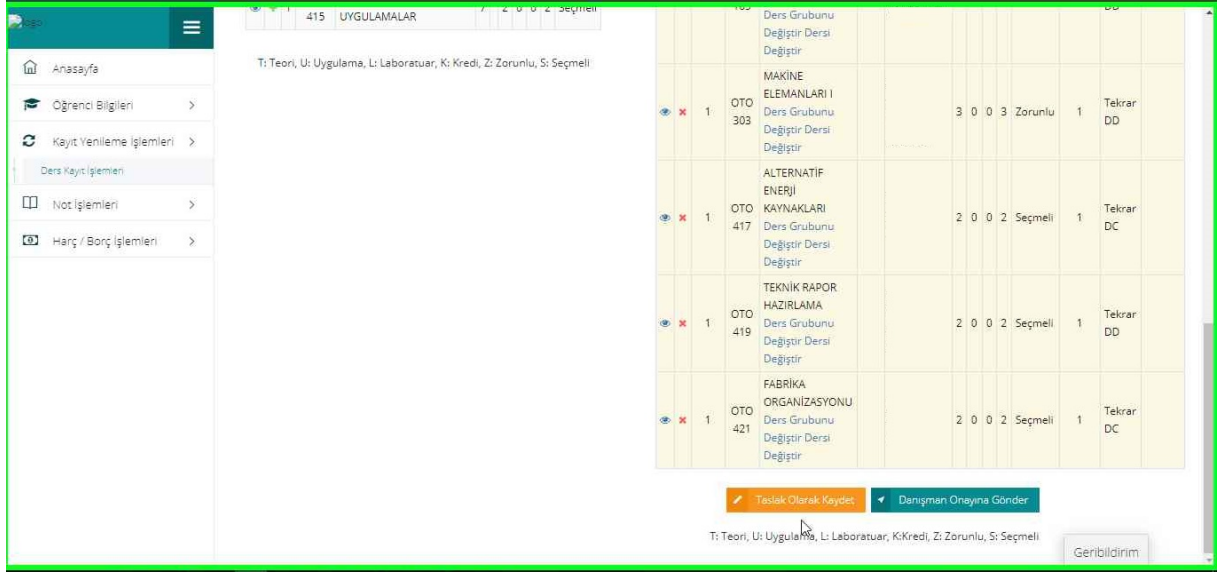 logo
Anasayfa
Öğrenci Bilgileri
Kayıt Yenileme İşlemleri
Ders Kayıt İşlemleri
Not İşlemleri
Harç / Borç İşlemleri
415 UYGULAMALAR 7 2 0 0 2 Seçmeli
T: Teori, U: Uygulama, L: Laboratuar, K: Kredi, Z: Zorunlu, S: Seçmeli
Ders Grubunu
Değiştir Dersi
Değiştir
MAKİNE
ELEMANLARI I
1 OTO 303 Ders Grubunu 3 0 0 3 Zorunlu 1 Tekrar DD
Değiştir Dersi
Değiştir
ALTERNATİF
ENERJİ
KAYNAKLARI
1 OTO 417 Ders Grubunu 2 0 0 2 Seçmeli 1 Tekrar DC
Değiştir Dersi
Değiştir
TEKNİK RAPOR
HAZIRLAMA
1 OTO 419 Ders Grubunu 2 0 0 2 Seçmeli 1 Tekrar DD
Değiştir Dersi
Değiştir
FABRİKA
ORGANİZASYONU
1 OTO 421 Ders Grubunu 2 0 0 2 Seçmeli 1 Tekrar DC
Değiştir Dersi
Değiştir
Taslak Olarak Kaydet Danışman Onayına Gönder
T: Teori, U: Uygulama, L: Laboratuar, K:Kredi, Z: Zorunlu, S: Seçmeli
Geribildirim